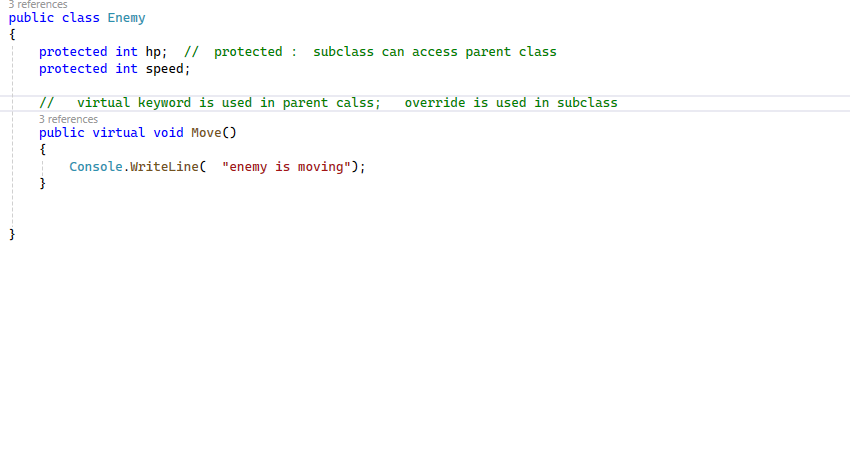 3 references
public class Enemy
{
protected int hp;  //  protected :  subclass can access parent class
protected int speed;
//   virtual keyword is used in parent calss;   override is used in subclass
3 references
public virtual void Move()
{
Console.WriteLine(  "enemy is moving");
}
}